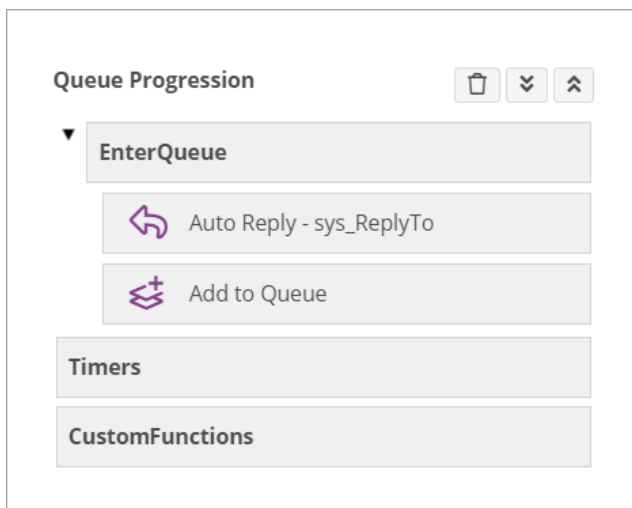 Queue Progression
EnterQueue
Auto Reply - sys_ReplyTo
Add to Queue
Timers
CustomFunctions